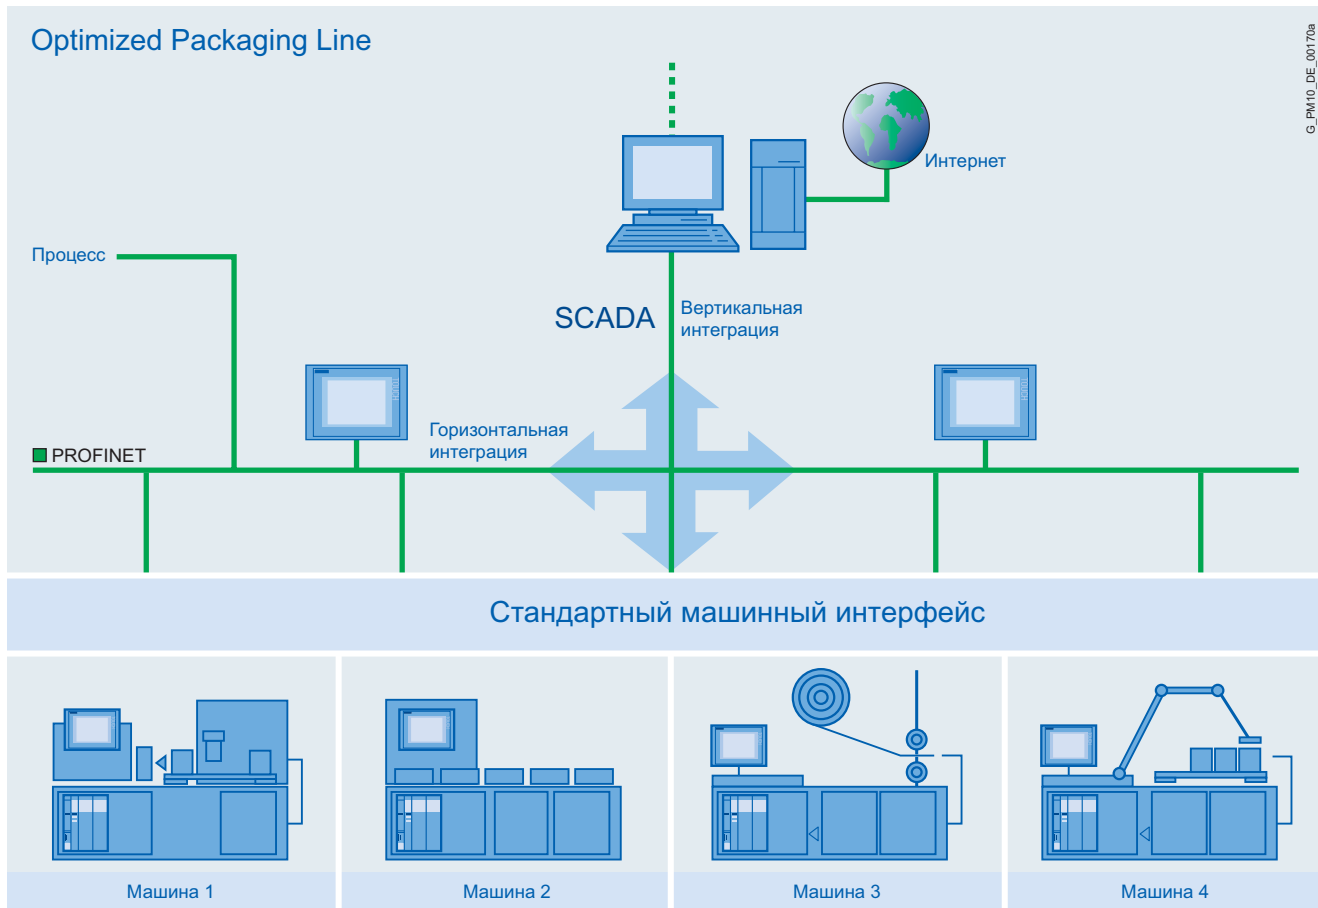 Optimized Packaging Line
G_PM10_DE_00170a
Интернет
Процесс
SCADA
Вертикальная
интеграция
Горизонтальная
интеграция
PROFINET
Стандартный машинный интерфейс
Машина 1
Машина 2
Машина 3
Машина 4